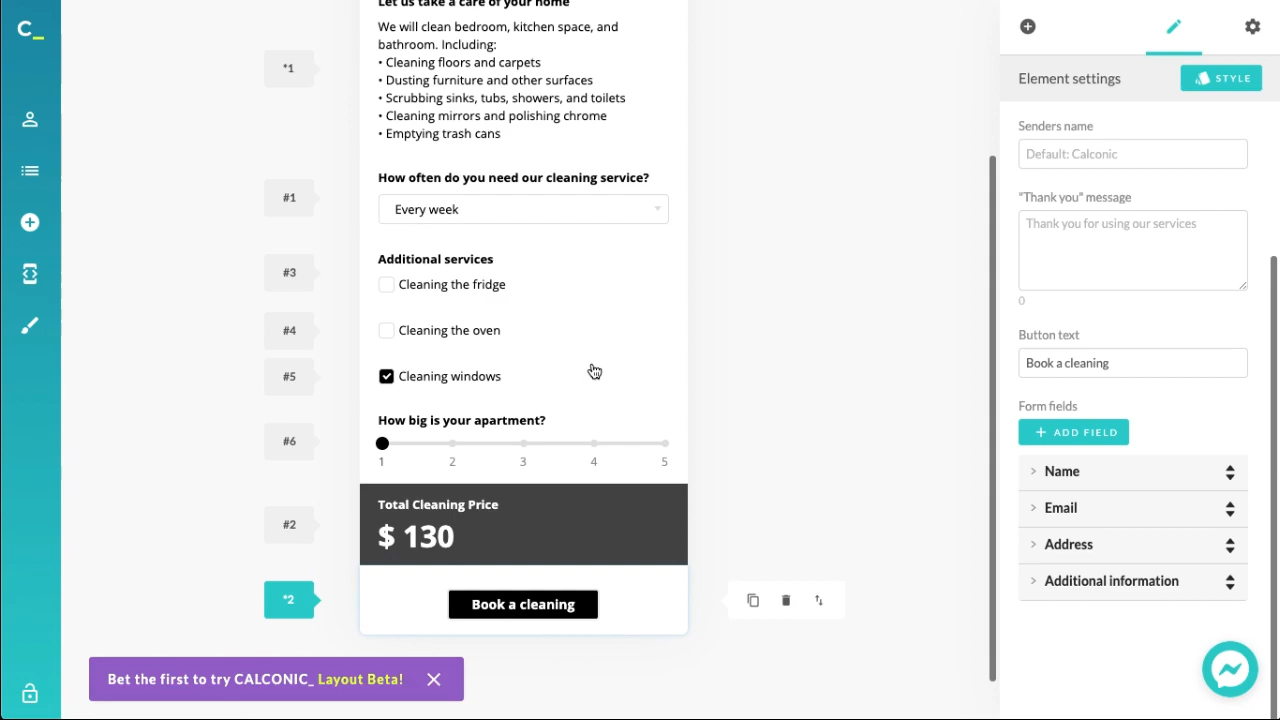 C_
Let us take a care of your home
We will clean bedroom, kitchen space, and
bathroom. Including:
• Cleaning floors and carpets
• Dusting furniture and other surfaces
• Scrubbing sinks, tubs, showers, and toilets
• Cleaning mirrors and polishing chrome
• Emptying trash cans
*1
How often do you need our cleaning service?
#1
Every week
Additional services
#3
Cleaning the fridge
#4
Cleaning the oven
#5
Cleaning windows
How big is your apartment?
#6
1 2 3 4 5
Total Cleaning Price
#2
$ 130
*2
Book a cleaning
Bet the first to try CALCONIC_ Layout Beta!
Element settings
STYLE
Senders name
Default: Calconic
"Thank you" message
Thank you for using our services
0
Button text
Book a cleaning
Form fields
+ ADD FIELD
Name
Email
Address
Additional information